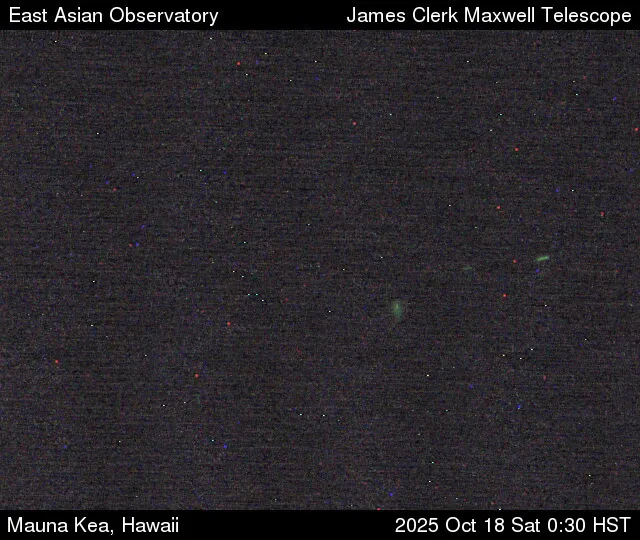 East Asian Observatory
James Clerk Maxwell Telescope
Mauna Kea, Hawaii
2025 Oct 18 Sat 0:30 HST